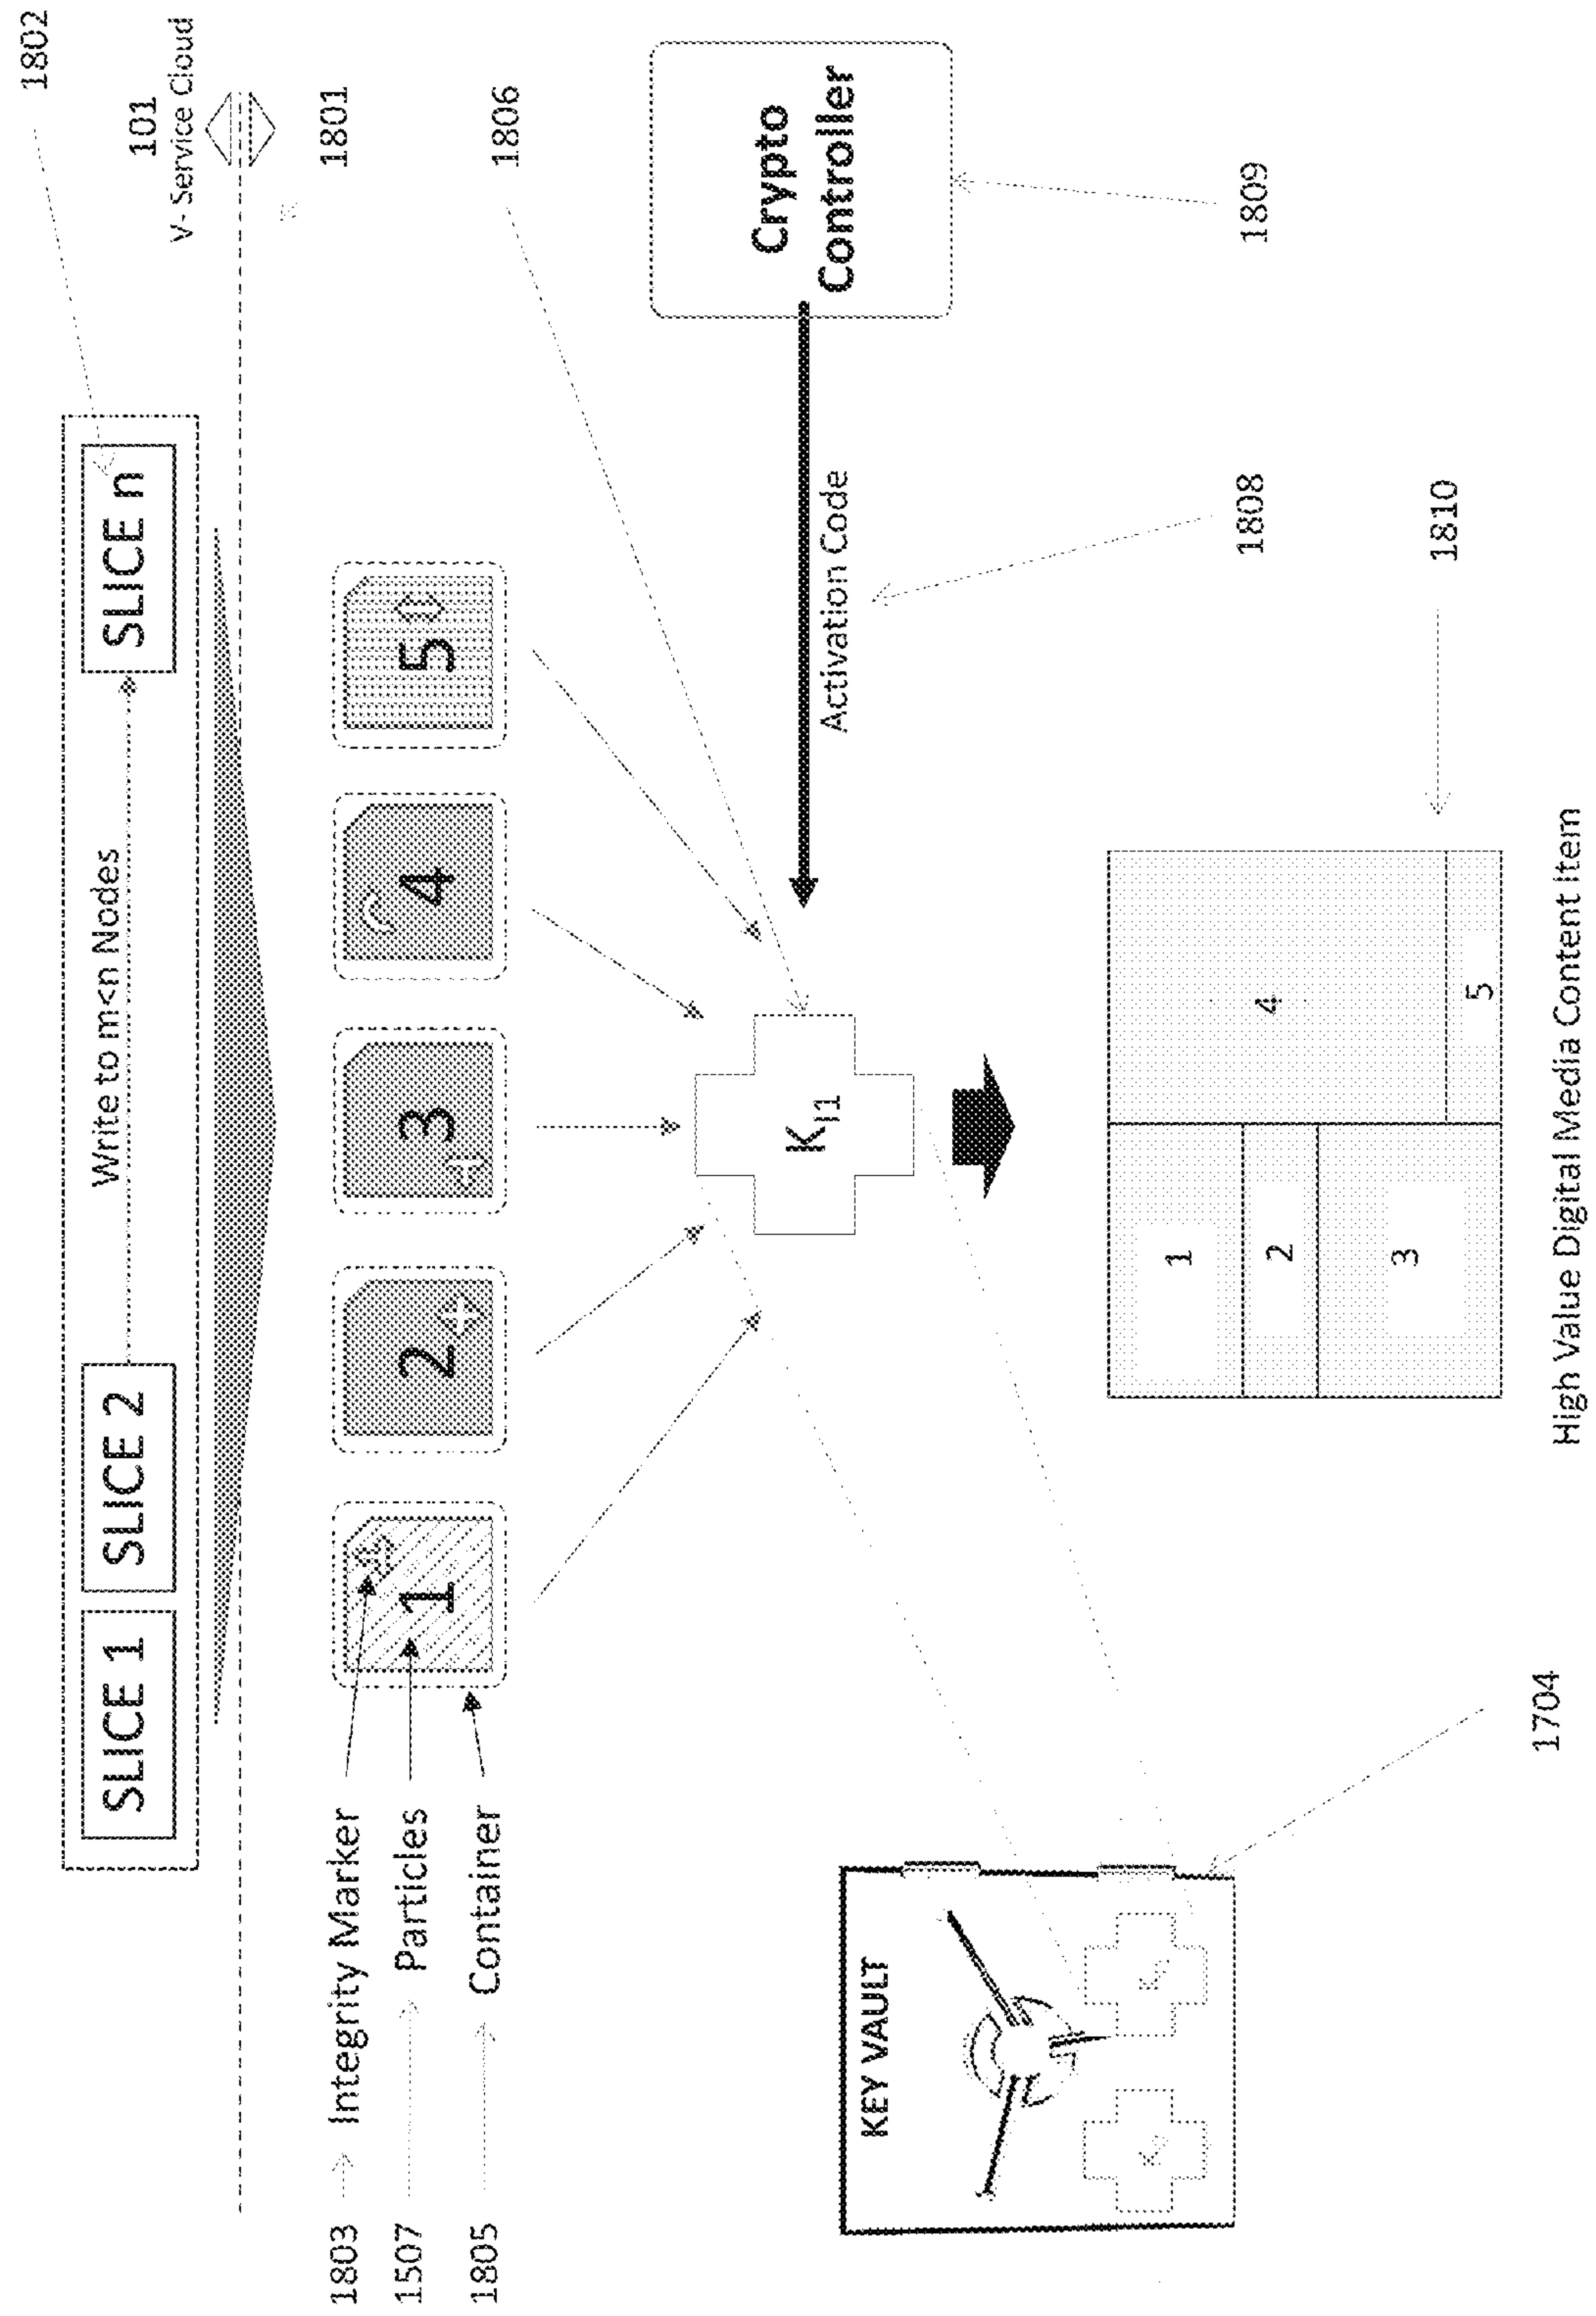 1802
101
V- Service Cloud
1801
1806
SLICE 1
SLICE 2
Write to m<n Nodes
SLICE n
1803
Integrity Marker
1507
Particles
1805
Container
1
2
3
4
5
Crypto
Controller
1809
Activation Code
1808
K
I1
KEY VAULT
K
K
1704
1
2
3
4
5
1810
High Value Digital Media Content Item